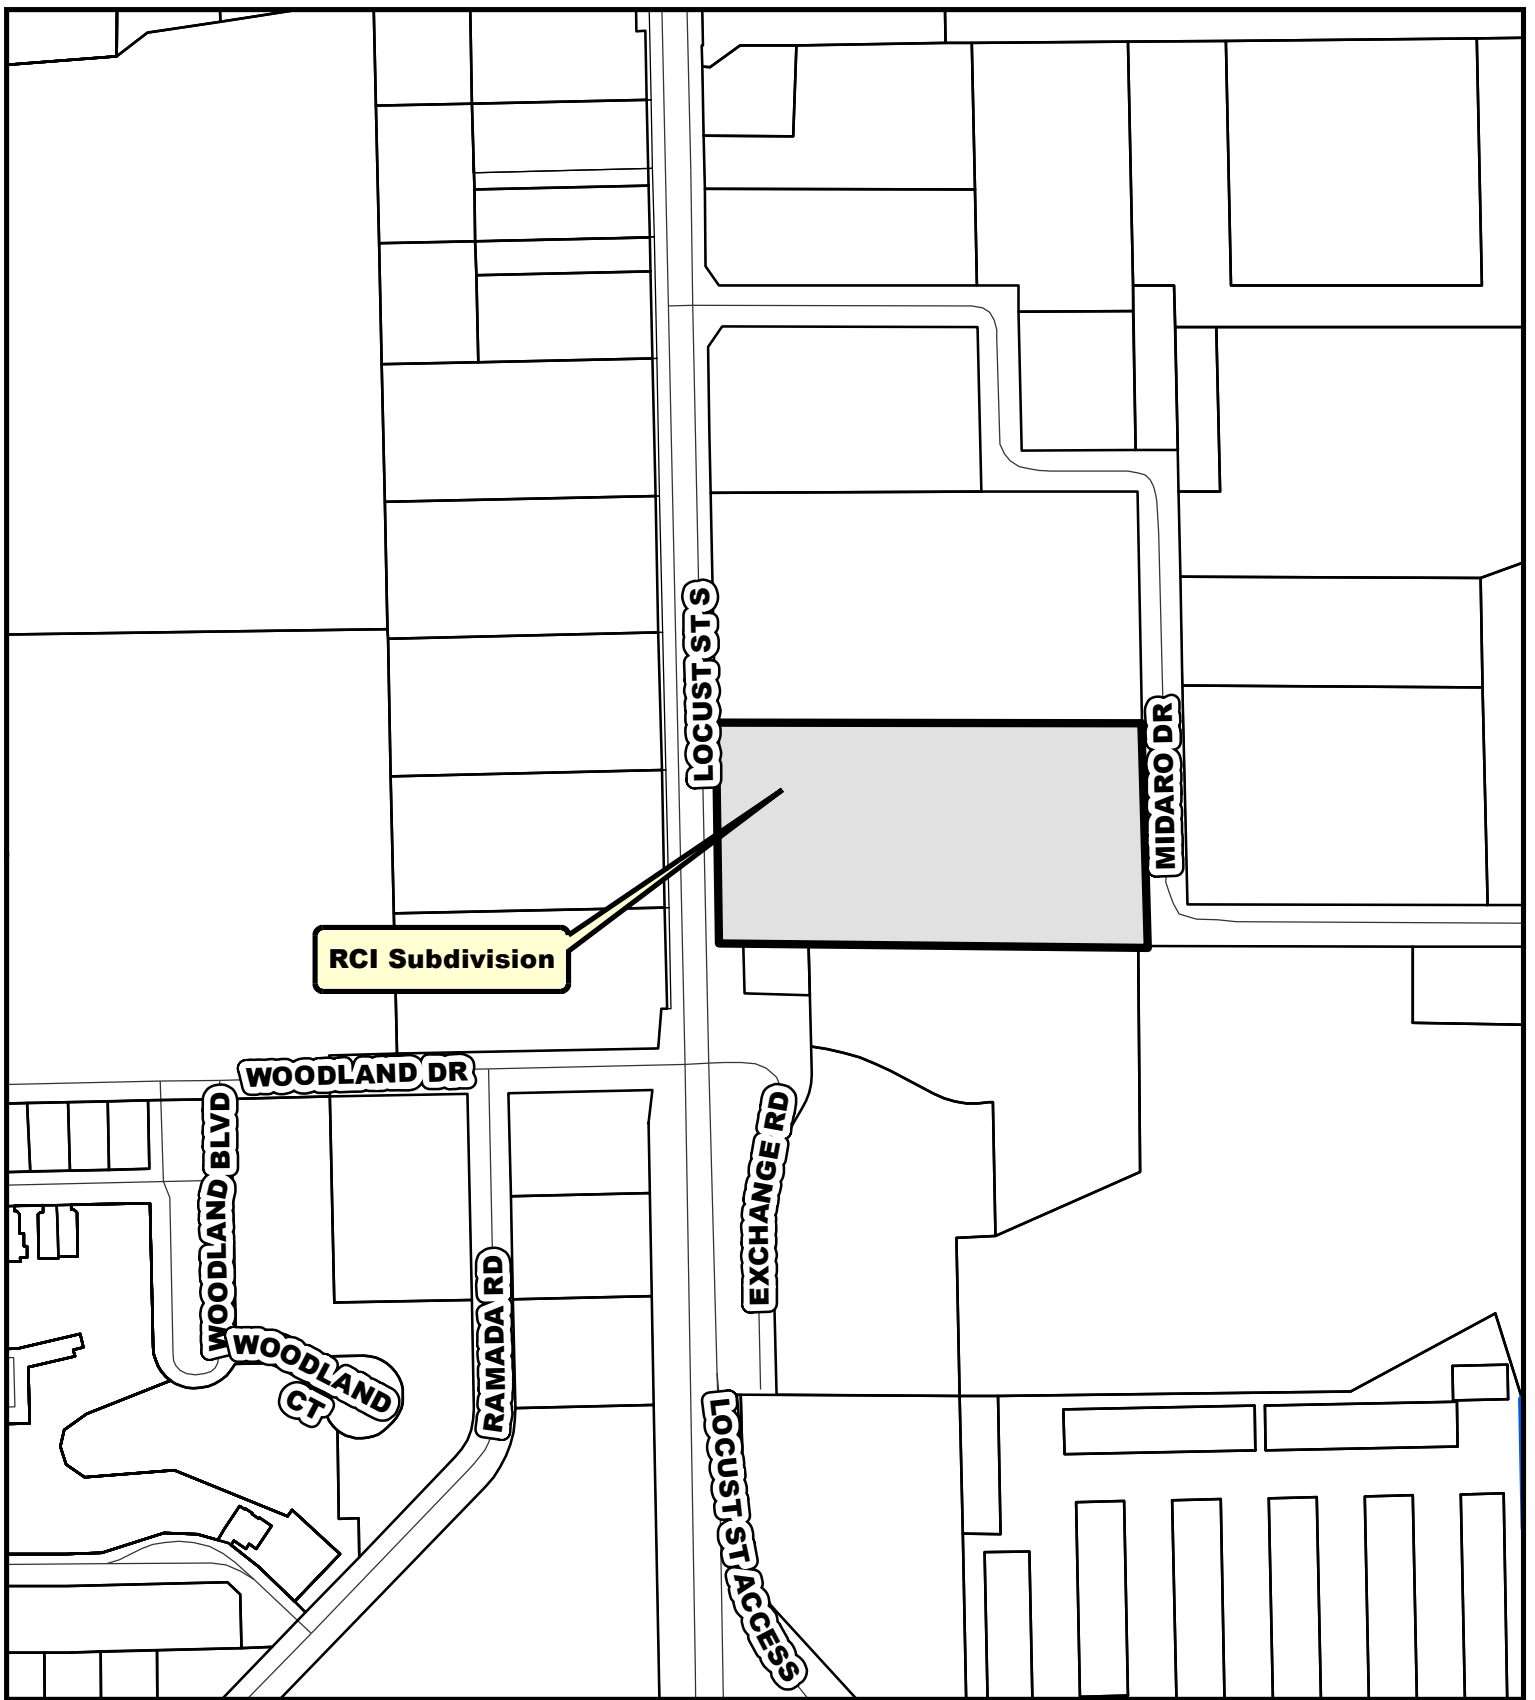 LOCUST ST S
MIDARO DR
RCI Subdivision
WOODLAND DR
WOODLAND BLVD
EXCHANGE RD
RAMADA RD
WOODLAND
CT
LOCUST ST ACCESS